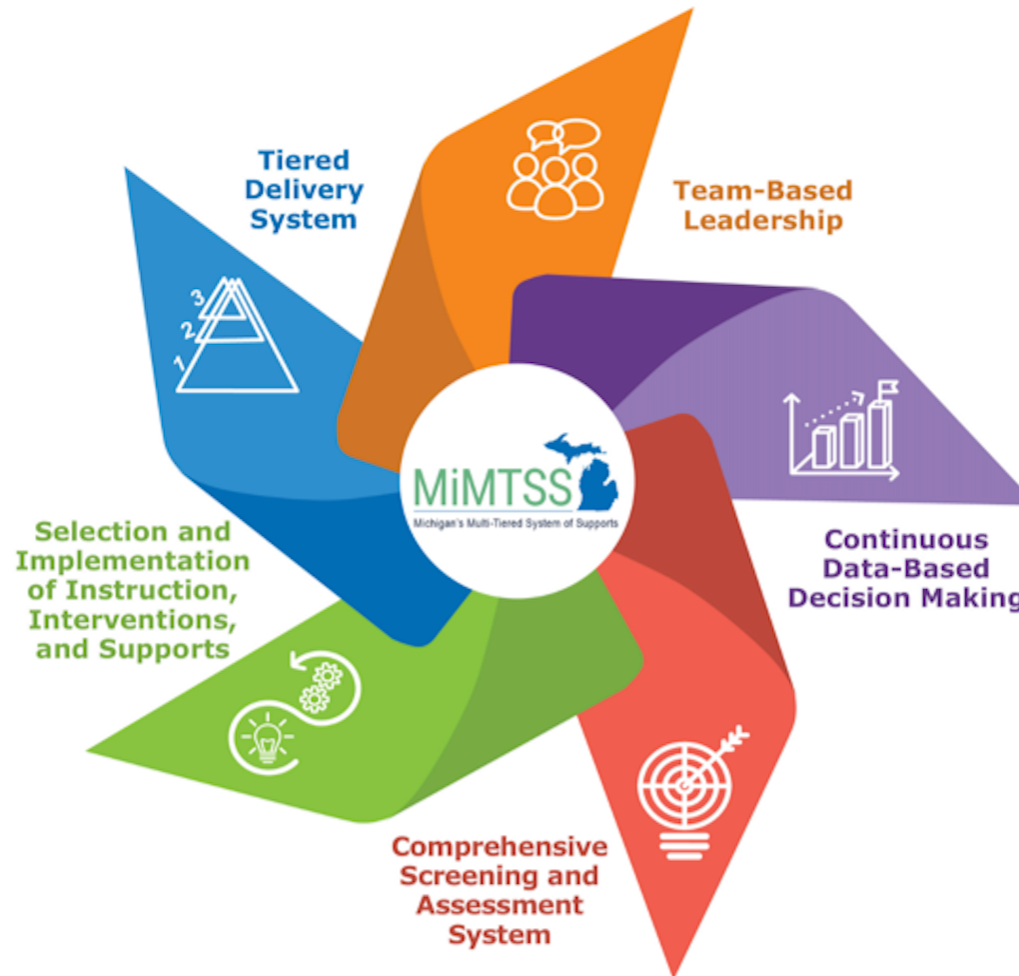 Tiered
Delivery
System
Team-Based
Leadership
3
2
1
MiMTSS
Michigan's Multi-Tiered System of Supports
Selection and
Implementation
of Instruction,
Interventions,
and Supports
Continuous
Data-Based
Decision Making
Comprehensive
Screening and
Assessment
System